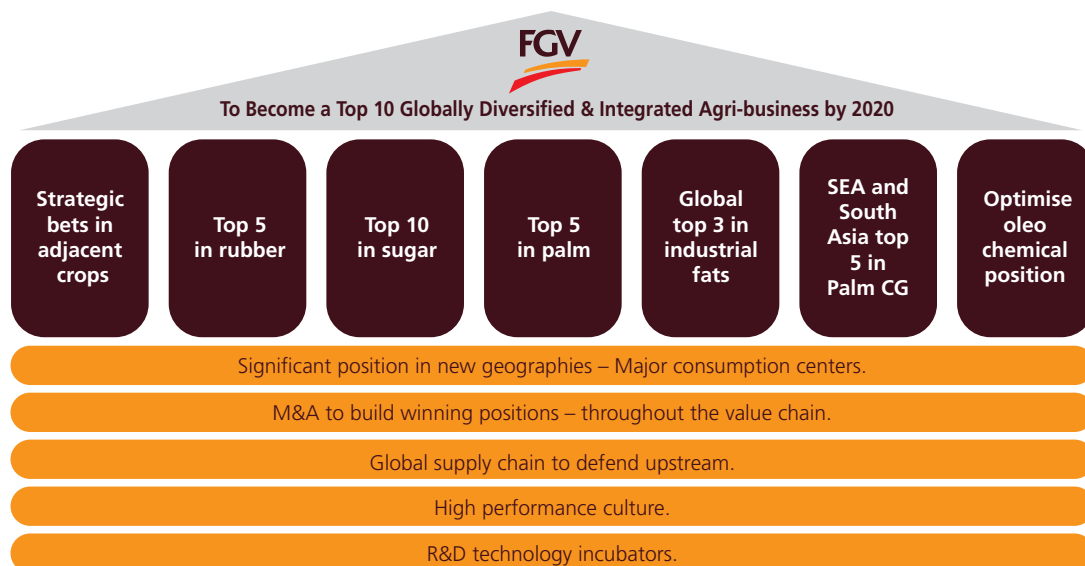 FGV
To Become a Top 10 Globally Diversified & Integrated Agri-business by 2020
Strategic
bets in
adjacent
crops
Top 5
in rubber
Top 10
in sugar
Top 5
in palm
Global
top 3 in
industrial
fats
SEA and
South
Asia top
5 in
Palm CG
Optimise
oleo
chemical
position
Significant position in new geographies – Major consumption centers.
M&A to build winning positions – throughout the value chain.
Global supply chain to defend upstream.
High performance culture.
R&D technology incubators.